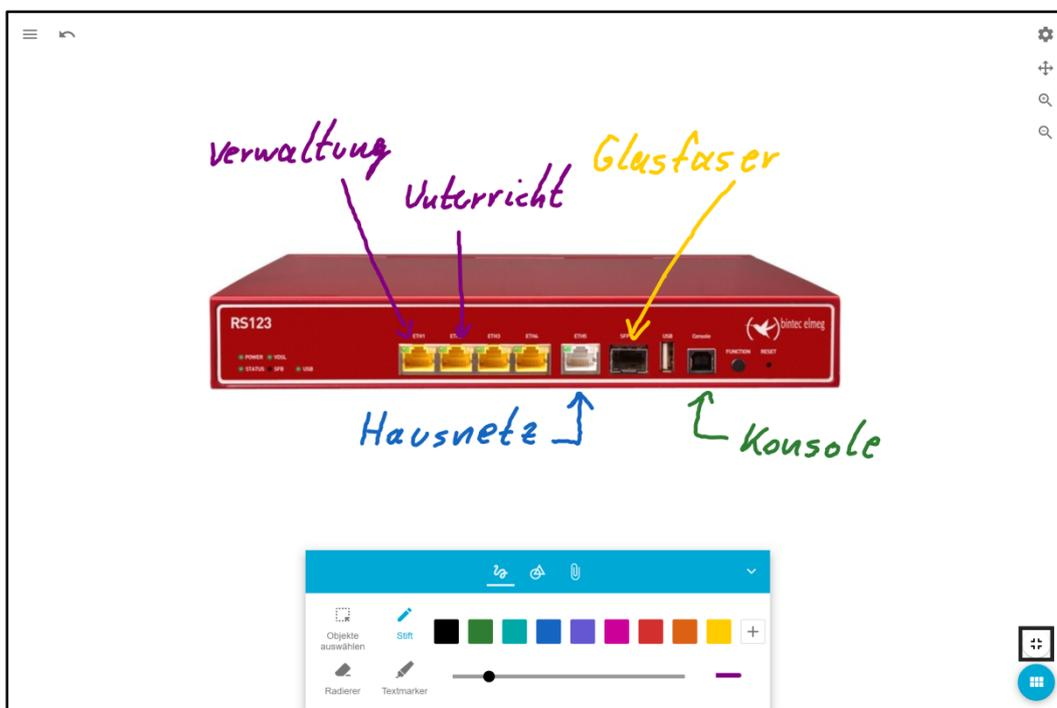 Verwaltung
Unterricht
Glasfaser
RS123
bintec elmeg
ETH1
ETH3
ETH4
ETH5
SFP
USB
Console
FUNCTION
RESET
POWER
VDSL
STATUS
SFB
USB
Hausnetz
Konsole
Objekte
auswählen
Stift
Radierer
Textmarker